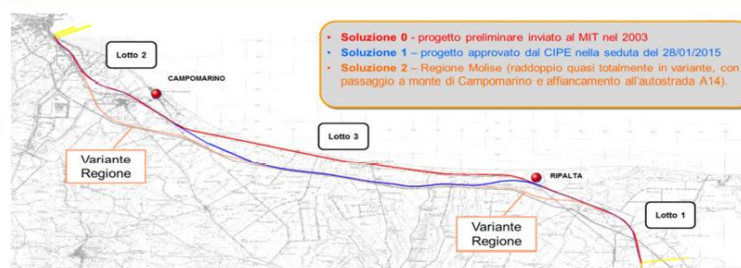 • Soluzione 0 - progetto preliminare inviato al MIT nel 2003
• Soluzione 1 – progetto approvato dal CIPE nella seduta del 28/01/2015
• Soluzione 2 – Regione Molise (raddoppio quasi totalmente in variante, con
passaggio a monte di Campomarino e affiancamento all'autostrada A14).
Lotto 2
CAMPOMARINO
Lotto 3
Variante
Regione
RIPALTA
Lotto 1
Variante
Regione